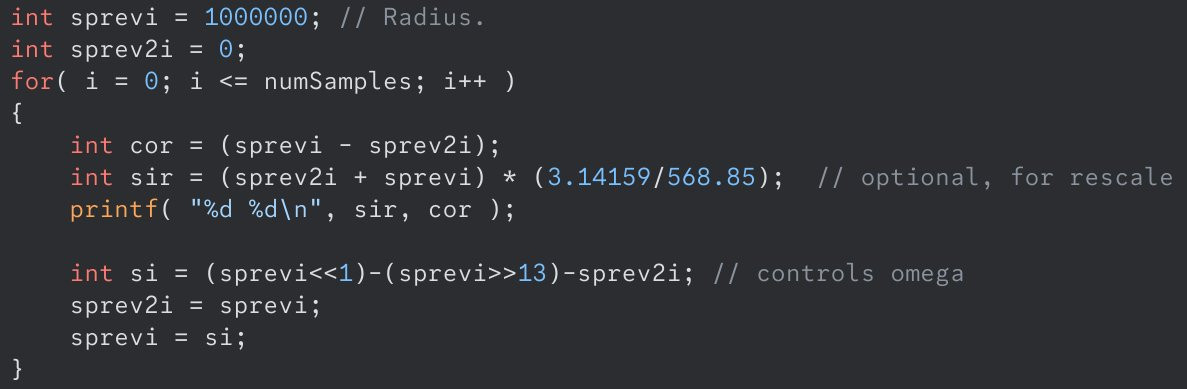 int sprevi = 1000000; // Radius.
int sprev2i = 0;
for( i = 0; i <= numSamples; i++ )
{
    int cor = (sprevi - sprev2i);
    int sir = (sprev2i + sprevi) * (3.14159/568.85);  // optional, for rescale
    printf( "%d %d\n", sir, cor );

    int si = (sprevi<<1)-(sprevi>>13)-sprev2i; // controls omega
    sprev2i = sprevi;
    sprevi = si;
}